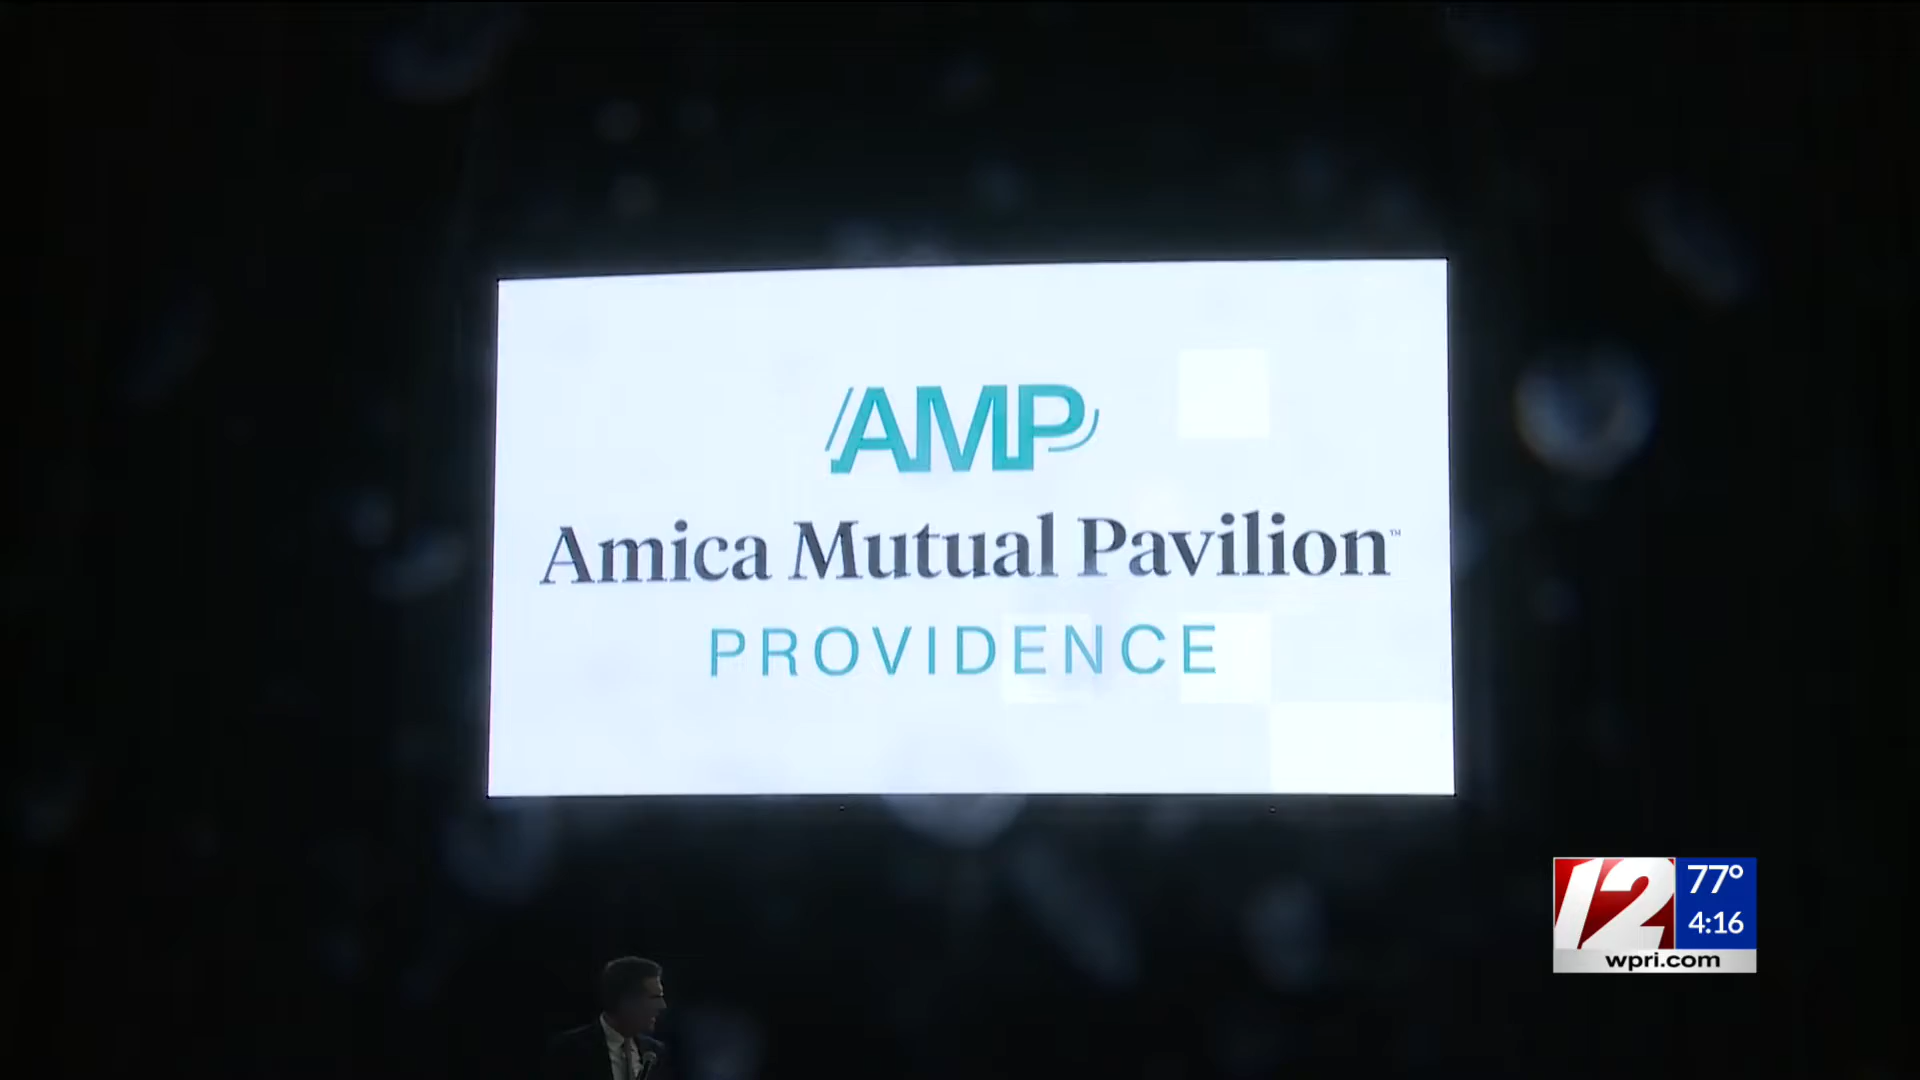 AMP
Amica Mutual Pavilion™
PROVIDENCE
12
77°
4:16
wpri.com